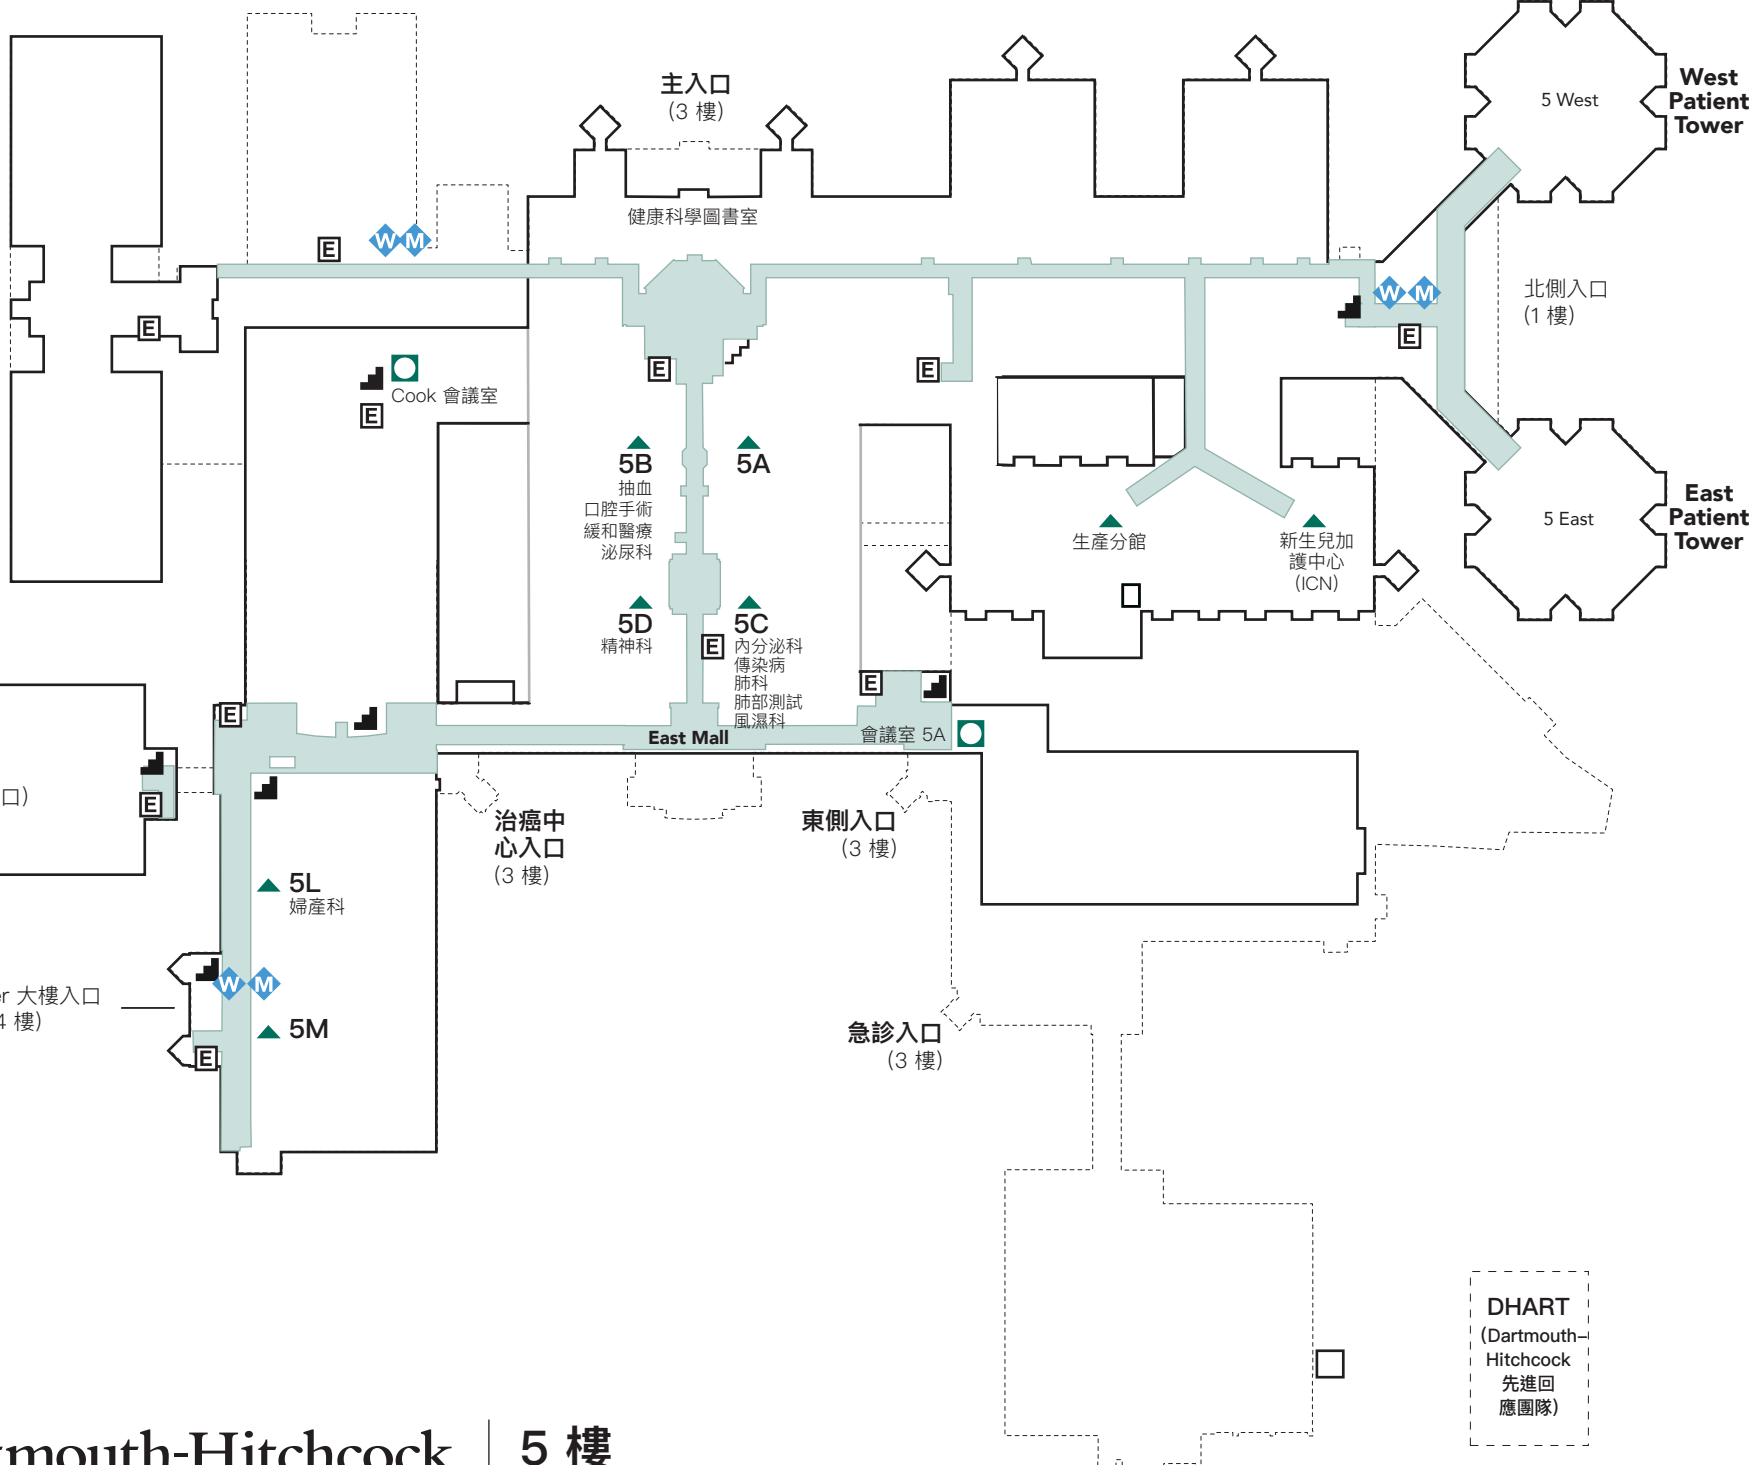 主入口
(3 樓)
健康科學圖書室
West
Patient
Tower
5 West
W M
E
E
W M
E
北側入口
(1 樓)
E
E
Cook 會議室
E
5B
抽血
口腔手術
緩和醫療
泌尿科
5A
生產分館
新生兒加
護中心
(ICN)
5 East
East
Patient
Tower
5D
精神科
E
5C
內分泌科
傳染病
肺科
肺部測試
風濕科
E
E
East Mall
會議室 5A
口)
E
治癌中
心入口
(3 樓)
東側入口
(3 樓)
5L
婦產科
W M
er 大樓入口
4 樓)
5M
E
急診入口
(3 樓)
DHART
(Dartmouth–
Hitchcock
先進回
應團隊)
tmouth-Hitchcock
5 樓